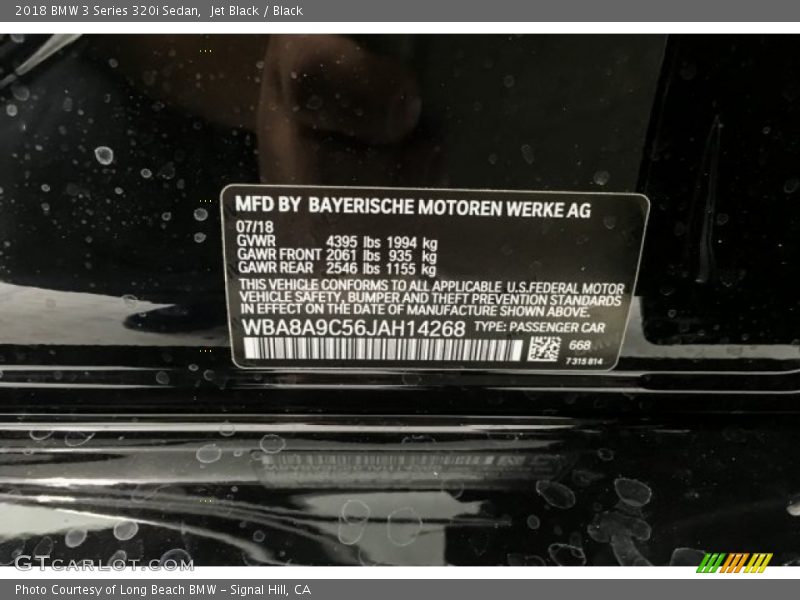 2018 BMW 3 Series 320i Sedan,  Jet Black / Black
MFD BY BAYERISCHE MOTOREN WERKE AG
07/18
GVWR 4395 lbs 1994 kg
GAWR FRONT 2061 lbs 935 kg
GAWR REAR 2546 lbs 1155 kg
THIS VEHICLE CONFORMS TO ALL APPLICABLE U.S.FEDERAL MOTOR
VEHICLE SAFETY, BUMPER AND THEFT PREVENTION STANDARDS
IN EFFECT ON THE DATE OF MANUFACTURE SHOWN ABOVE.
WBA8A9C56JAH14268 TYPE: PASSENGER CAR
668
7 315 814
GTCARLOT.COM
Photo Courtesy of Long Beach BMW – Signal Hill, CA